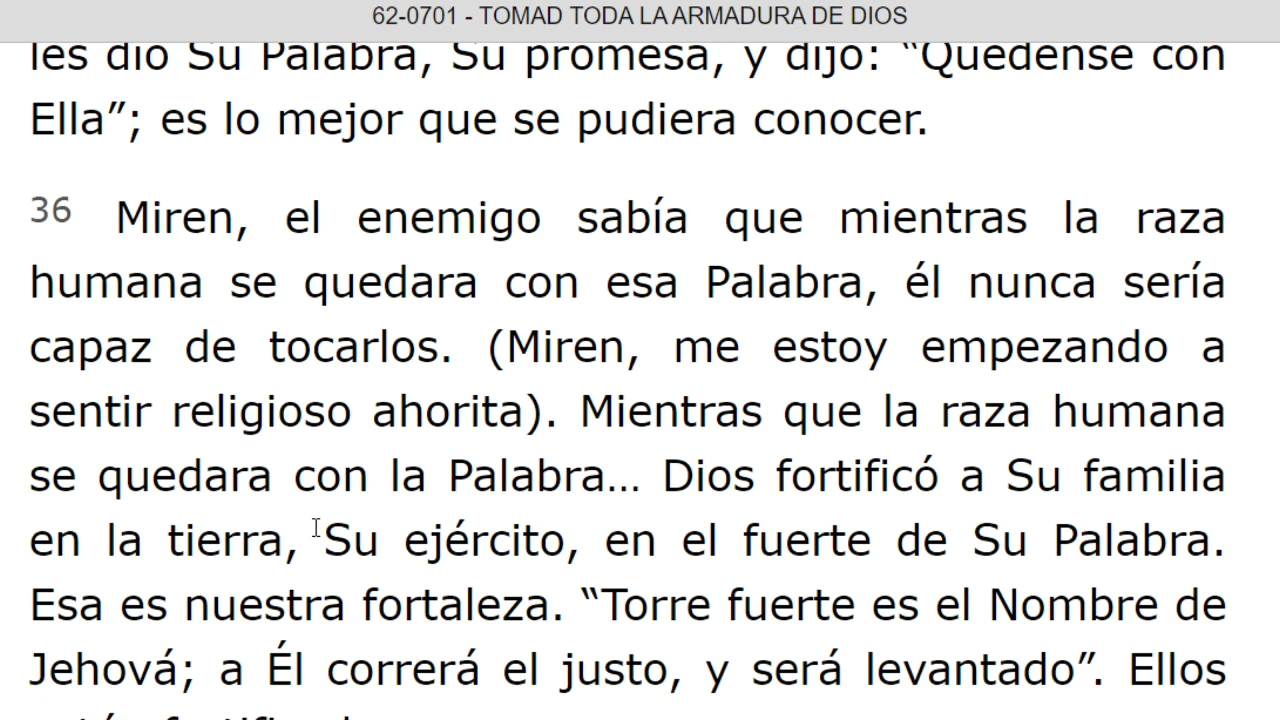 62-0701 - TOMAD TODA LA ARMADURA DE DIOS
les dio Su Palabra, Su promesa, y dijo: “Quédense con
Ella”; es lo mejor que se pudiera conocer.
36 Miren, el enemigo sabía que mientras la raza
humana se quedara con esa Palabra, él nunca sería
capaz de tocarlos. (Miren, me estoy empezando a
sentir religioso ahorita). Mientras que la raza humana
se quedara con la Palabra… Dios fortificó a Su familia
en la tierra, Su ejército, en el fuerte de Su Palabra.
Esa es nuestra fortaleza. “Torre fuerte es el Nombre de
Jehová; a Él correrá el justo, y será levantado”. Ellos